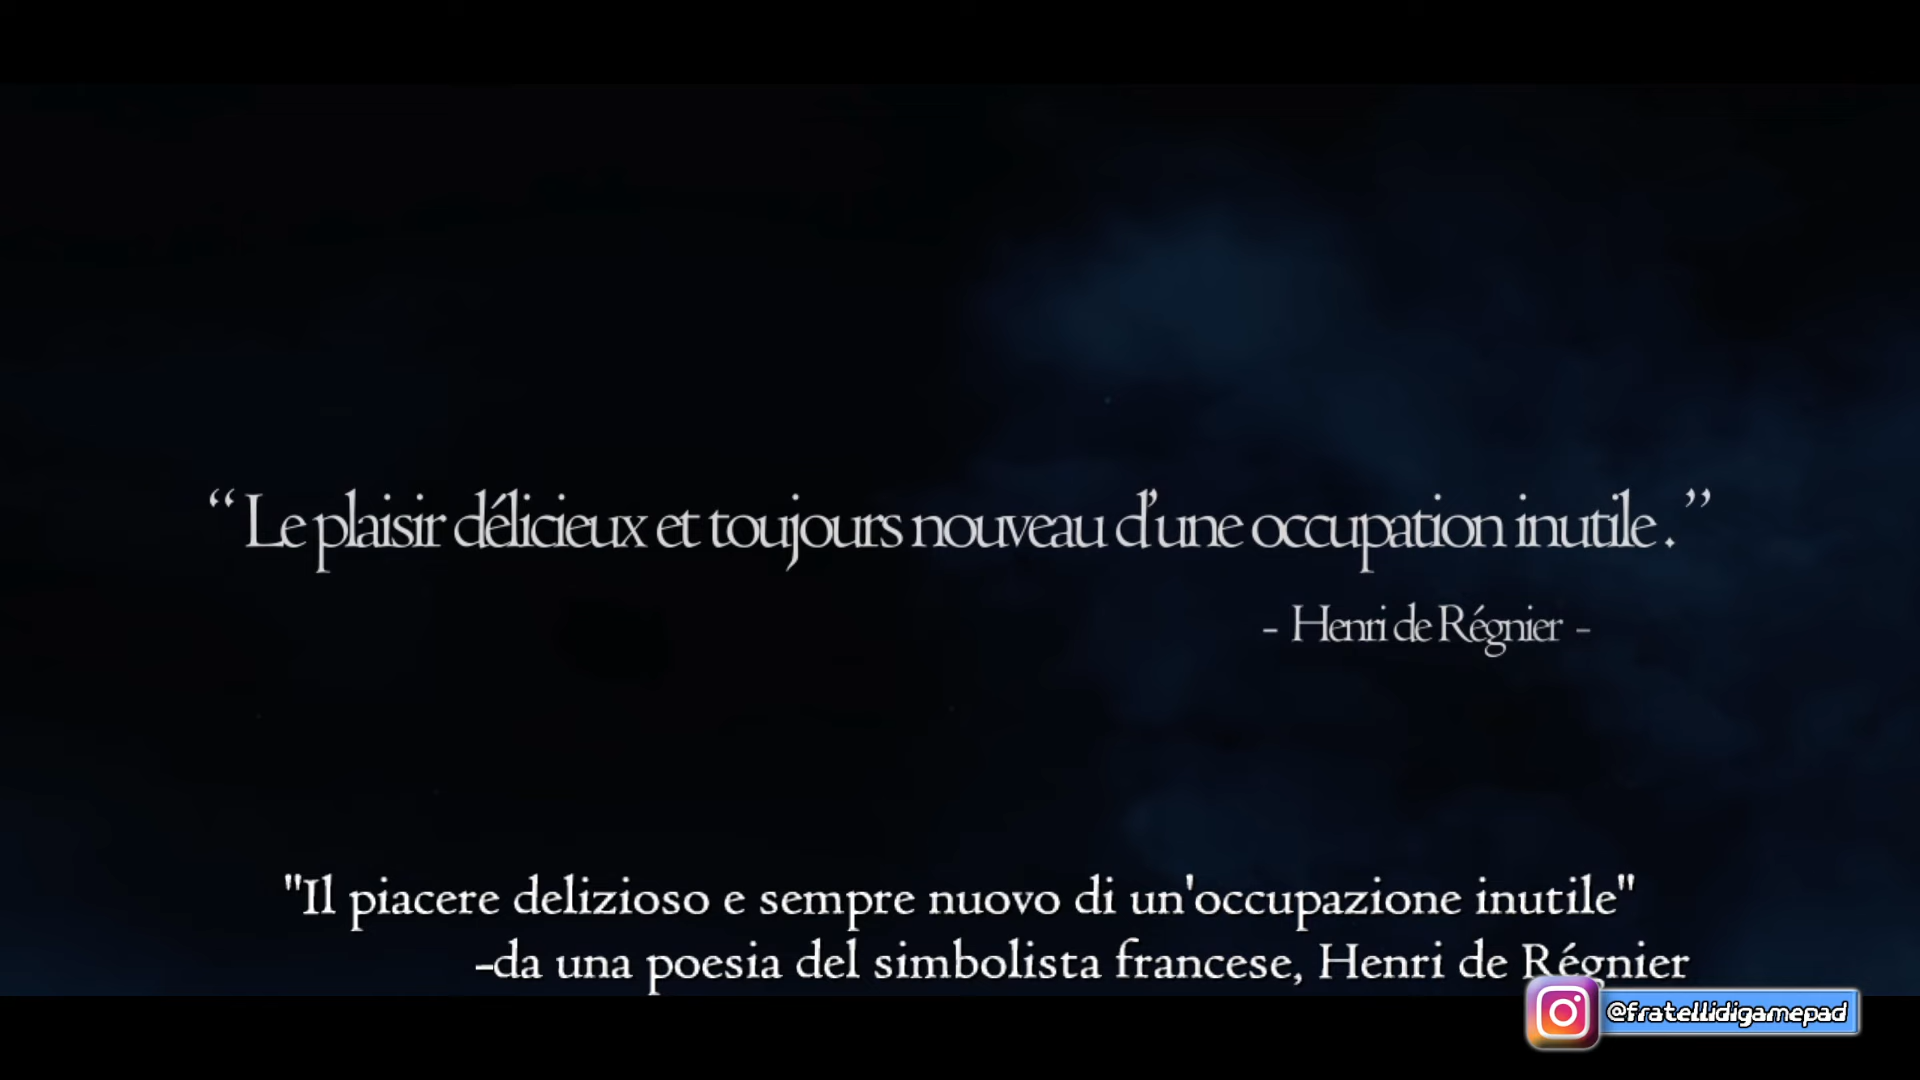 “Le plaisir délicieux et toujours nouveau d’une occupation inutile.”
- Henri de Régnier -
"Il piacere delizioso e sempre nuovo di un'occupazione inutile"
-da una poesia del simbolista francese, Henri de Régnier
@fratellidigamepad